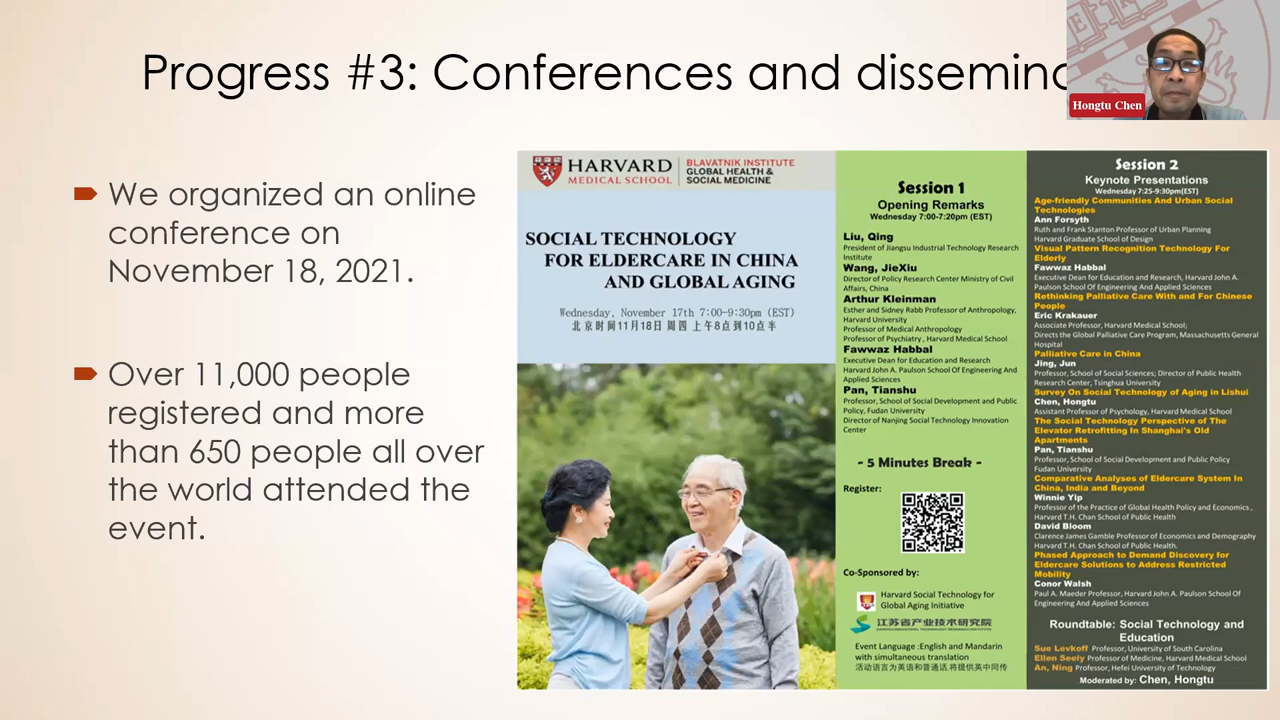 Progress #3: Conferences and dissemina
Hongtu Chen
We organized an online
conference on
November 18, 2021.
Over 11,000 people
registered and more
than 650 people all over
the world attended the
event.
HARVARD
MEDICAL SCHOOL
BLAVATNIK INSTITUTE
GLOBAL HEALTH &
SOCIAL MEDICINE
SOCIAL TECHNOLOGY
FOR ELDERCARE IN CHINA
AND GLOBAL AGING
Wednesday, November 17th 7:00-9:30pm (EST)
北京时间11月18日 周四 上午8点到10点半
Session 1
Opening Remarks
Wednesday 7:00-7:20pm (EST)
Liu, Qing
President of Jiangsu Industrial Technology Research
Institute
Wang, JieXiu
Director of Policy Research Center Ministry of Civil
Affairs, China
Arthur Kleinman
Esther and Sidney Rabb Professor of Anthropology,
Harvard University
Professor of Medical Anthropology
Professor of Psychiatry, Harvard Medical School
Fawwaz Habbal
Executive Dean for Education and Research
Harvard John A. Paulson School Of Engineering And
Applied Sciences
Pan, Tianshu
Professor, School of Social Development and Public
Policy, Fudan University
Director of Nanjing Social Technology Innovation
Center
- 5 Minutes Break -
Register:
Co-Sponsored by:
Harvard Social Technology for
Global Aging Initiative
江苏省产业技术研究院
Event Language :English and Mandarin
with simultaneous translation
活动语言为英语和普通话,将提供英中同传
Session 2
Keynote Presentations
Wednesday 7:25-9:30pm(EST)
Age-friendly Communities And Urban Social
Technologies
Ann Forsyth
Ruth and Frank Stanton Professor of Urban Planning
Harvard Graduate School of Design
Visual Pattern Recognition Technology For
Elderly
Fawwaz Habbal
Executive Dean for Education and Research, Harvard John A.
Paulson School Of Engineering And Applied Sciences
Rethinking Palliative Care With and For Chinese
People
Eric Krakauer
Associate Professor, Harvard Medical School;
Directs the Global Palliative Care Program, Massachusetts General
Hospital
Palliative Care in China
Jing, Jun
Professor, School of Social Sciences; Director of Public Health
Research Center, Tsinghua University
Survey On Social Technology of Aging in Lishui
Chen, Hongtu
Assistant Professor of Psychology, Harvard Medical School
The Social Technology Perspective of The
Elevator Retrofitting In Shanghai's Old
Apartments
Pan, Tianshu
Professor, School of Social Development and Public Policy
Fudan University
Comparative Analyses of Eldercare System In
China, India and Beyond
Winnie Yip
Professor of the Practice of Global Health Policy and Economics ,
Harvard T.H. Chan School of Public Health
David Bloom
Clarence James Gamble Professor of Economics and Demography
Harvard T.H. Chan School of Public Health.
Phased Approach to Demand Discovery for
Eldercare Solutions to Address Restricted
Mobility
Conor Walsh
Paul A. Maeder Professor, Harvard John A. Paulson School Of
Engineering And Applied Sciences
Roundtable: Social Technology and
Education
Sue Levkoff Professor, University of South Carolina
Ellen Seely Professor of Medicine, Harvard Medical School
An, Ning Professor, Hefei University of Technology
Moderated by: Chen, Hongtu